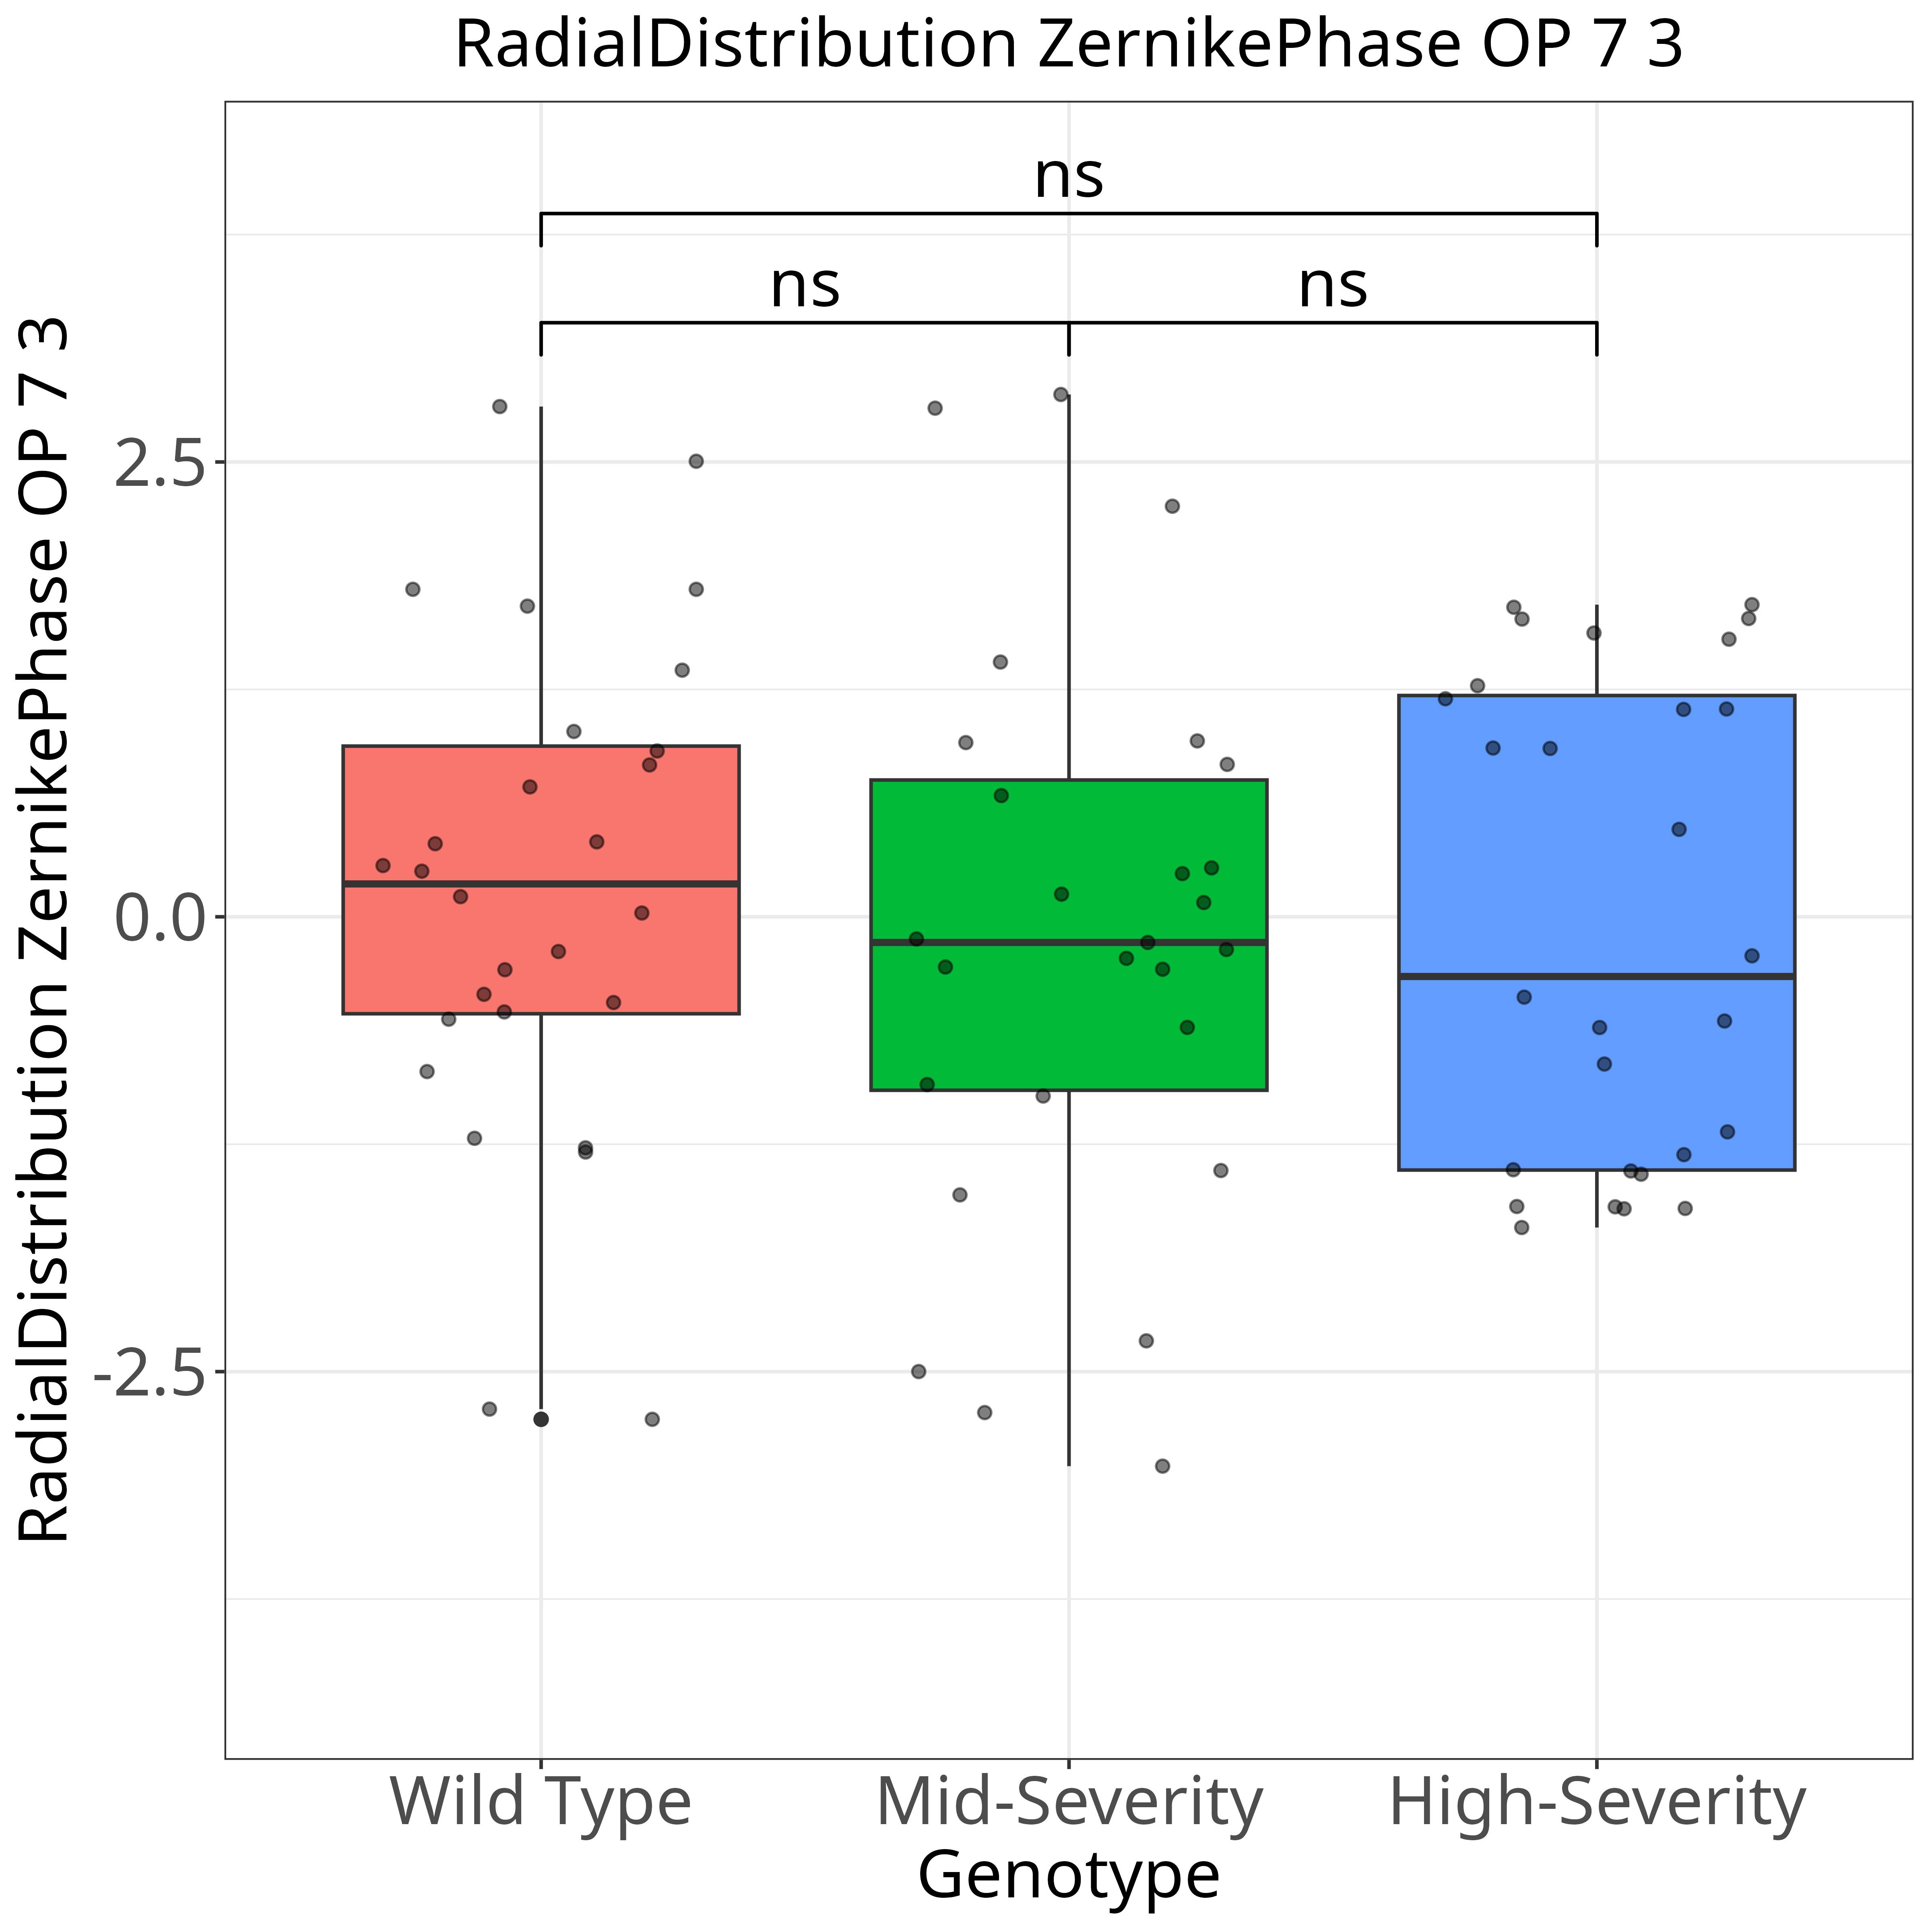 RadialDistribution ZernikePhase OP 7 3
ns
ns
ns
RadialDistribution ZernikePhase OP 7 3
2.5
0.0
-2.5
Wild Type
Mid-Severity
High-Severity
Genotype